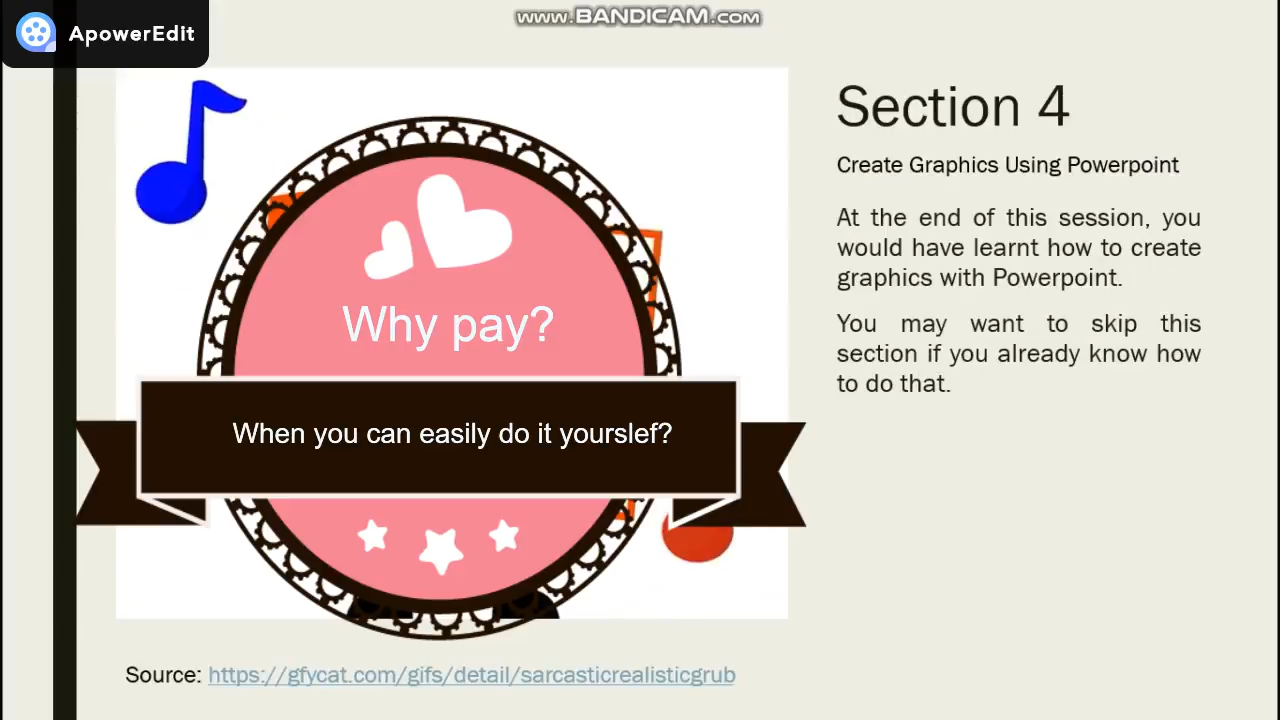 ApowerEdit
www.BANDICAM.com
Section 4
Create Graphics Using Powerpoint
At the end of this session, you
would have learnt how to create
graphics with Powerpoint.
You may want to skip this
section if you already know how
to do that.
Why pay?
When you can easily do it yourslef?
Source: https://gfycat.com/gifs/detail/sarcasticrealisticgrub